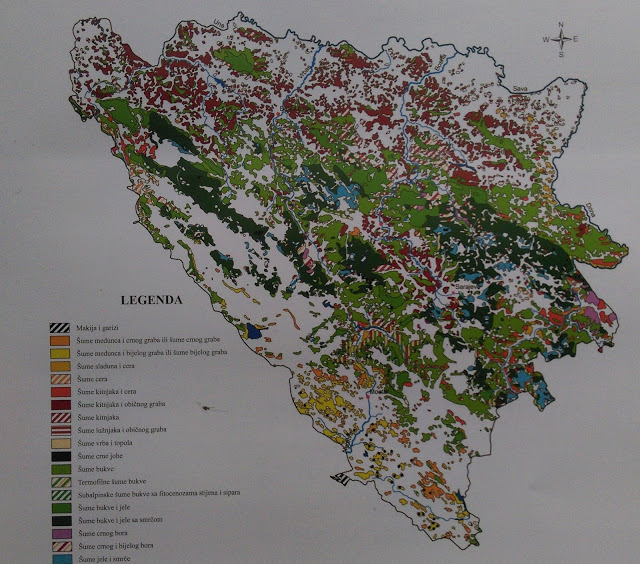 N
W E
S
Una
Vrbas
Bosna
Sava
Drina
Sarajevo
LEGENDA
Makija i garizi
Šume medunca i crnog graba ili šume crnog graba
Šume medunca i bijelog graba ili šume bijelog graba
Šume sladuna i cera
Šume cera
Šume kitnjaka i cera
Šume kitnjaka i običnog graba
Šume kitnjaka
Šume lužnjaka i običnog graba
Šume vrba i topola
Šume crne johe
Šume bukve
Termofilne šume bukve
Subalpinske šume bukve sa fitocenozama stijena i sipara
Šume bukve i jele
Šume bukve i jele sa smrčom
Šume crnog bora
Šume crnog i bijelog bora
Šume jele i smrče